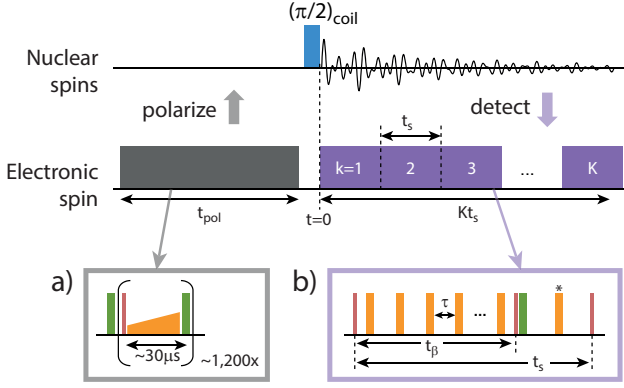 (π/2)coil
Nuclear
spins
polarize
detect
ts
Electronic
spin
k=1
2
3
...
K
tpol
t=0
Kts
a)
~30µs
~1,200x
b)
*
τ
...
tβ
ts